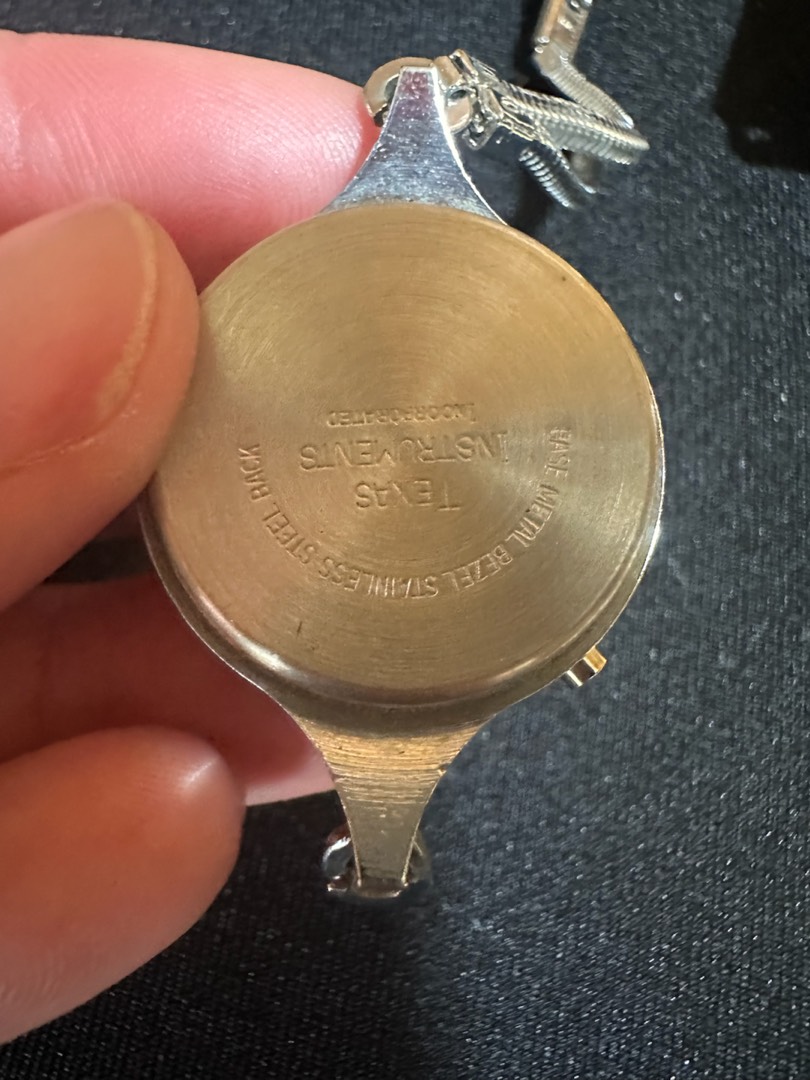 TEXAS
INSTRUMENTS
INCORPORATED
BASE METAL BEZEL STAINLESS STEEL BACK